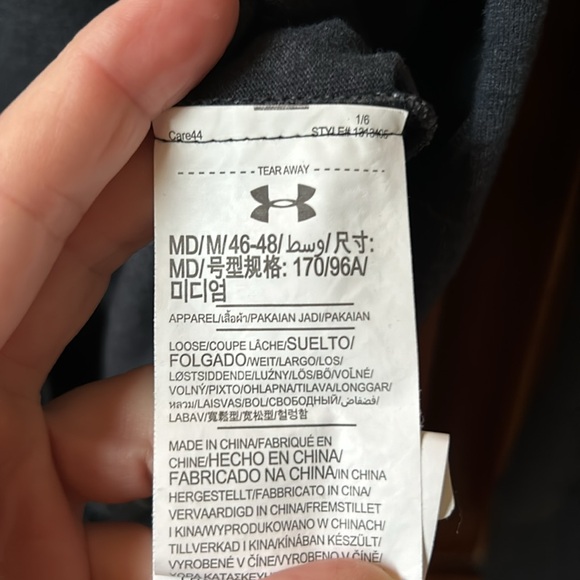 1/6
Care44 STYLE# 1313405
TEAR AWAY
MD/M/46-48/وسط/尺寸:
MD/号型规格: 170/96A/
미디엄
APPAREL/เสื้อผ้า/PAKAIAN JADI/PAKAIAN
LOOSE/COUPE LÂCHE/SUELTO/
FOLGADO/WEIT/LARGO/LOS/
LØSTSIDDENDE/LUŹNY/LÖS/BŐ/VOĽNÉ/
VOLNÝ/PIXTO/OHLAPNA/TILAVA/LONGGAR/
หลวม/LAISVAS/BOL/СВОБОДНЫЙ/فضفاض/
LABAV/寬鬆型/宽松型/헐렁함
MADE IN CHINA/FABRIQUÉ EN
CHINE/HECHO EN CHINA/
FABRICADO NA CHINA/IN CHINA
HERGESTELLT/FABBRICATO IN CINA/
VERVAARDIGD IN CHINA/FREMSTILLET
I KINA/WYPRODUKOWANO W CHINACH/
TILLVERKAD I KINA/KÍNÁBAN KÉSZÜLT/
VYROBENÉ V ČÍNE/VYROBENO V ČÍNĚ/